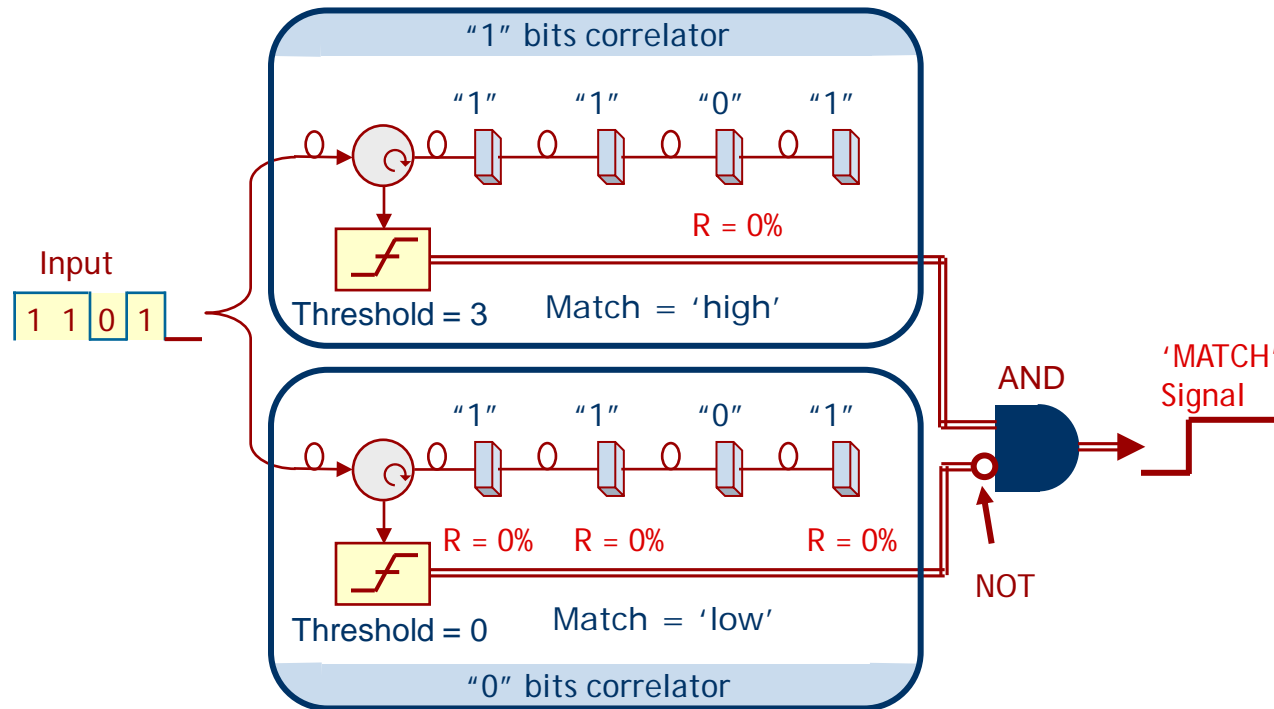 “1” bits correlator
“1” “1” “0” “1”
R = 0%
Threshold = 3
Match = ‘high’
Input
1 1 0 1
“1” “1” “0” “1”
R = 0% R = 0% R = 0%
Threshold = 0
Match = ‘low’
“0” bits correlator
AND
NOT
‘MATCH’
Signal